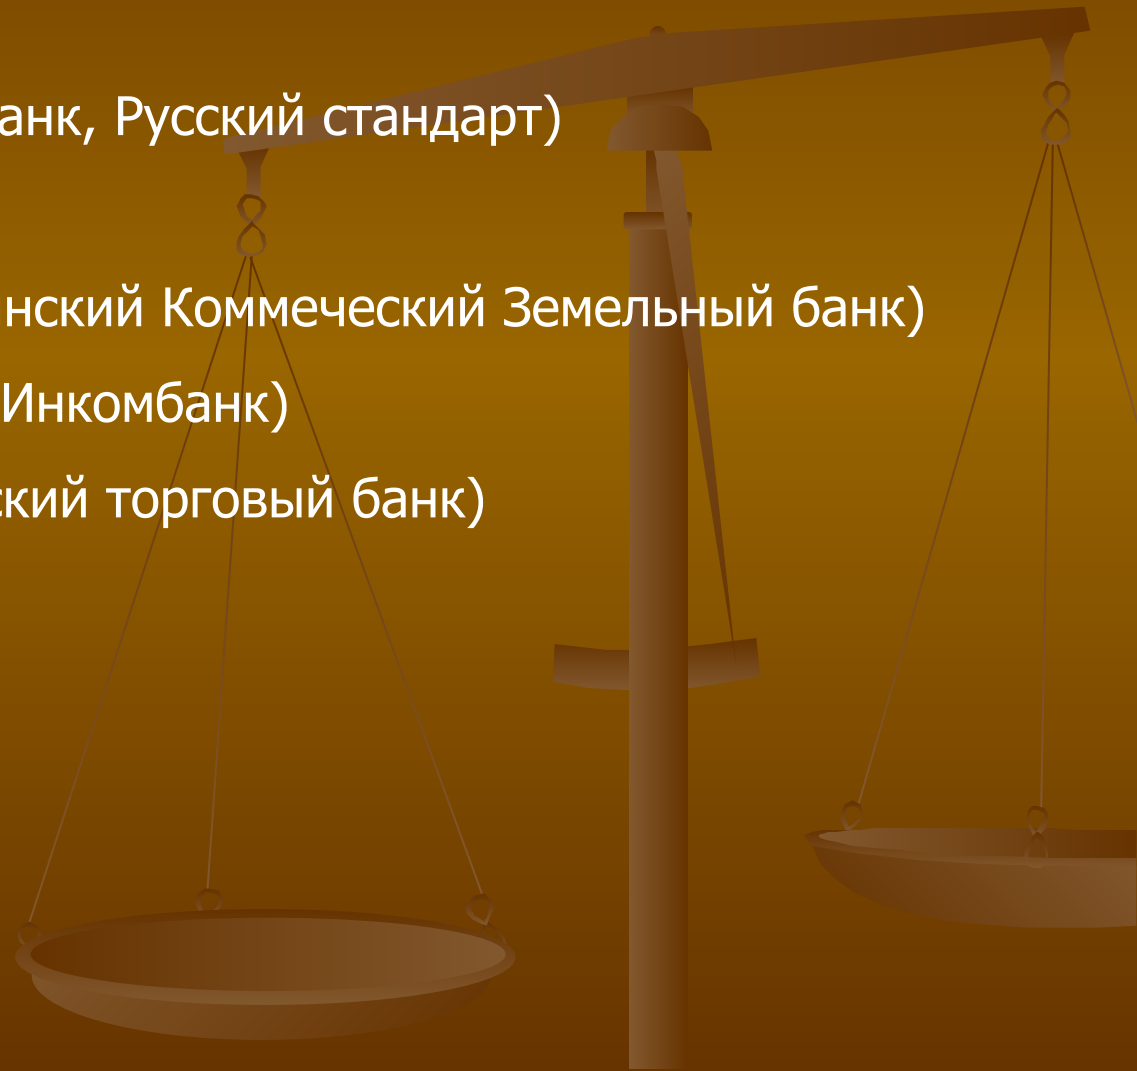 анк, Русский стандарт)
нский Коммеческий Земельный банк)
Инкомбанк)
ский торговый банк)